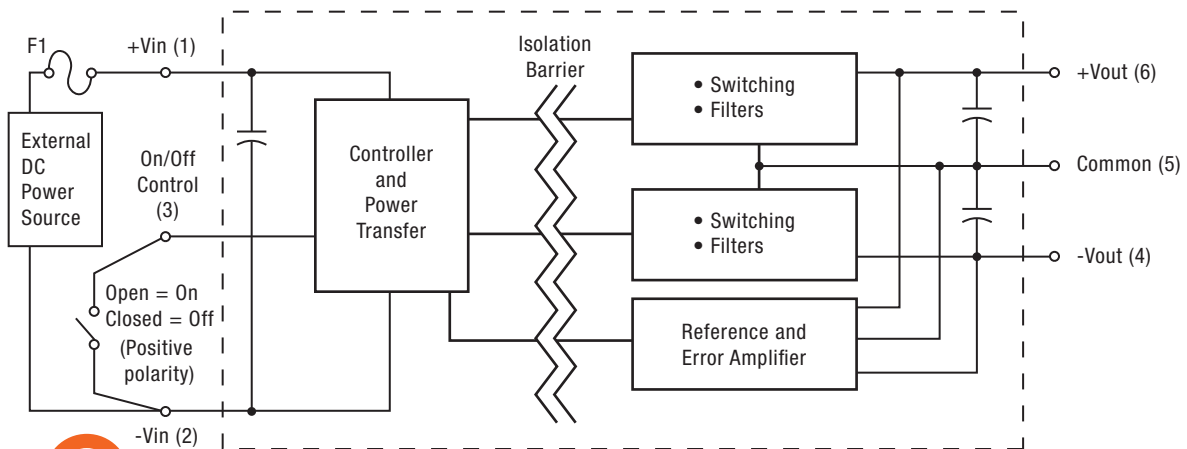 F1
+Vin (1)
External
DC
Power
Source
On/Off
Control
(3)
Open = On
Closed = Off
(Positive
polarity)
-Vin (2)
Controller
and
Power
Transfer
Isolation
Barrier
• Switching
• Filters
• Switching
• Filters
Reference and
Error Amplifier
+Vout (6)
Common (5)
-Vout (4)